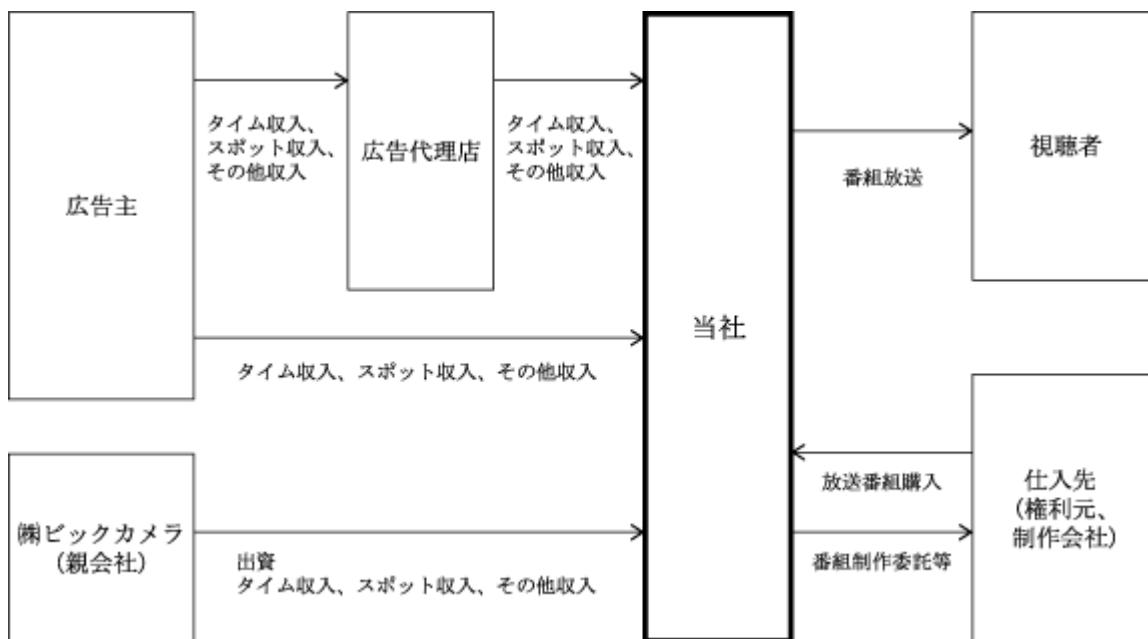 広告主
タイム収入、
スポット収入、
その他収入
広告代理店
タイム収入、
スポット収入、
その他収入
当社
番組放送
視聴者
タイム収入、スポット収入、その他収入
㈱ビックカメラ
(親会社)
出資
タイム収入、スポット収入、その他収入
放送番組購入
番組制作委託等
仕入先
(権利元、
制作会社)